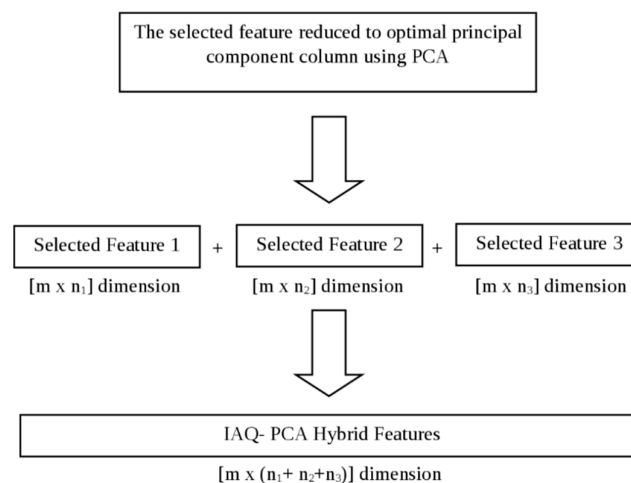 The selected feature reduced to optimal principal
component column using PCA
Selected Feature 1 + Selected Feature 2 + Selected Feature 3
[m x n₁] dimension [m x n₂] dimension [m x n₃] dimension
IAQ- PCA Hybrid Features
[m x (n₁+ n₂+n₃)] dimension